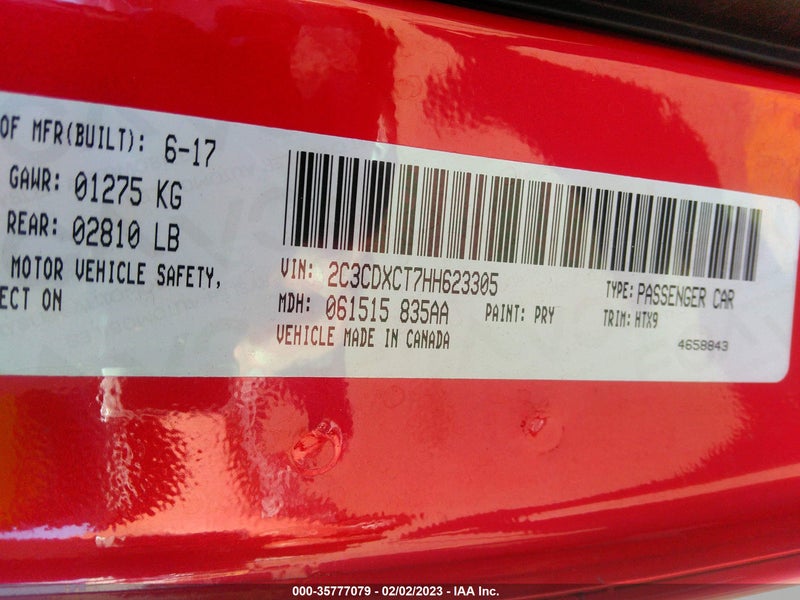 OF MFR(BUILT): 6-17
GAWR: 01275 KG
REAR: 02810 LB
MOTOR VEHICLE SAFETY,
ECT ON
VIN: 2C3CDXCT7HH623305
TYPE: PASSENGER CAR
MDH: 061515 835AA
PAINT: PRY
TRIM: HTX9
VEHICLE MADE IN CANADA
4658843
000-35777079 - 02/02/2023 - IAA Inc.